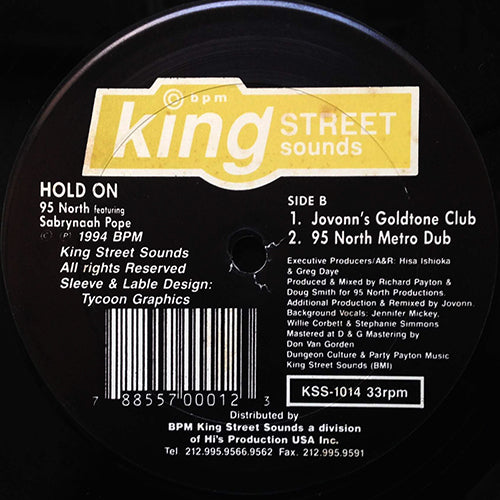 bpm
king STREET
sounds
HOLD ON
95 North featuring
Sabrynaah Pope
© ℗ 1994 BPM
King Street Sounds
All rights Reserved
Sleeve & Lable Design:
Tycoon Graphics
7 88557 00012 3
SIDE B
1. Jovonn's Goldtone Club
2. 95 North Metro Dub
Executive Producers/A&R: Hisa Ishioka
& Greg Daye
Produced & Mixed by Richard Payton &
Doug Smith for 95 North Productions.
Additional Production & Remixed by Jovonn.
Background Vocals: Jennifer Mickey,
Willie Corbett & Stephanie Simmons
Mastered at D & G Mastering by
Don Van Gorden
Dungeon Culture & Party Payton Music
King Street Sounds (BMI)
KSS-1014 33rpm
Distributed by
BPM King Street Sounds a division
of Hi's Production USA Inc.
Tel 212.995.9566.9562 Fax. 212.995.9591